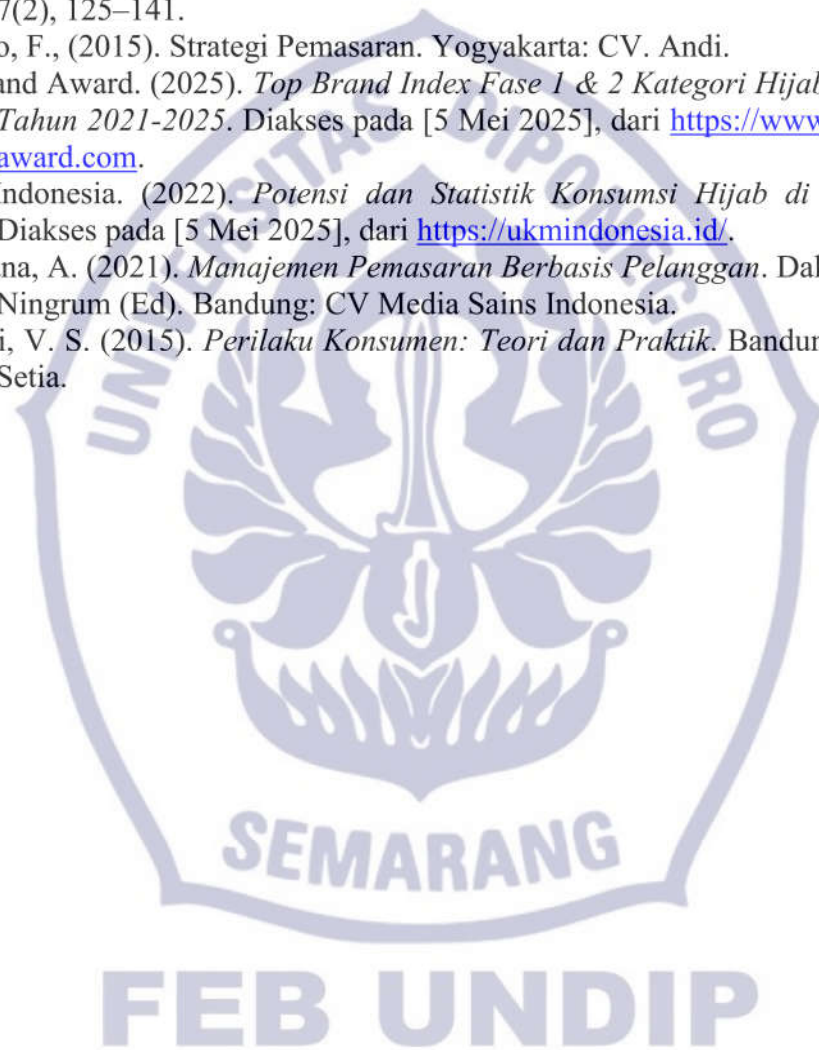 7(2), 125–141.
o, F., (2015). Strategi Pemasaran. Yogyakarta: CV. Andi.
and Award. (2025). Top Brand Index Fase 1 & 2 Kategori Hijab
Tahun 2021-2025. Diakses pada [5 Mei 2025], dari https://www
award.com.
Indonesia. (2022). Potensi dan Statistik Konsumsi Hijab di
Diakses pada [5 Mei 2025], dari https://ukmindonesia.id/.
na, A. (2021). Manajemen Pemasaran Berbasis Pelanggan. Dal
Ningrum (Ed). Bandung: CV Media Sains Indonesia.
i, V. S. (2015). Perilaku Konsumen: Teori dan Praktik. Bandun
Setia.
UNIVERSITAS DIPONEGORO
SEMARANG
FEB UNDIP